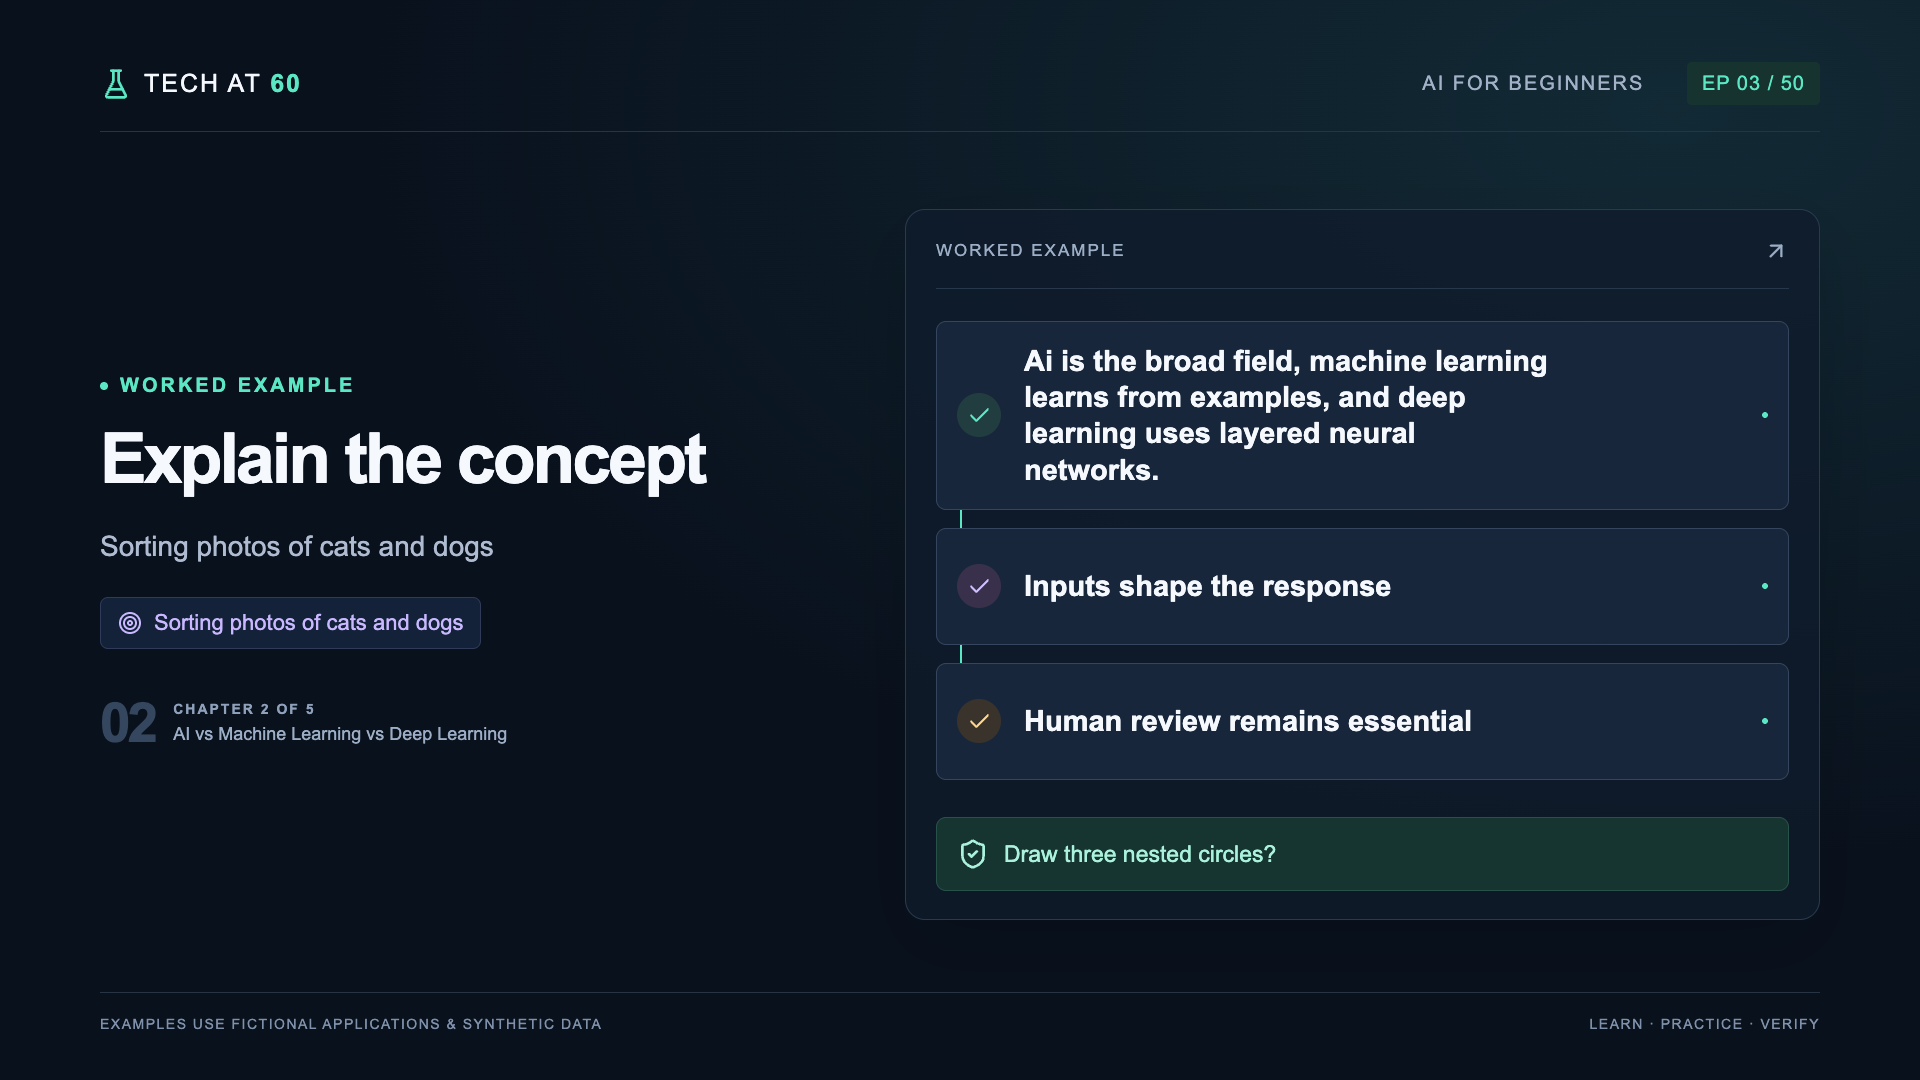 TECH AT 60
AI FOR BEGINNERS
EP 03 / 50
WORKED EXAMPLE
Explain the concept
Sorting photos of cats and dogs
Sorting photos of cats and dogs
02
CHAPTER 2 OF 5
AI vs Machine Learning vs Deep Learning
WORKED EXAMPLE
Ai is the broad field, machine learning
learns from examples, and deep
learning uses layered neural
networks.
Inputs shape the response
Human review remains essential
Draw three nested circles?
EXAMPLES USE FICTIONAL APPLICATIONS & SYNTHETIC DATA
LEARN · PRACTICE · VERIFY